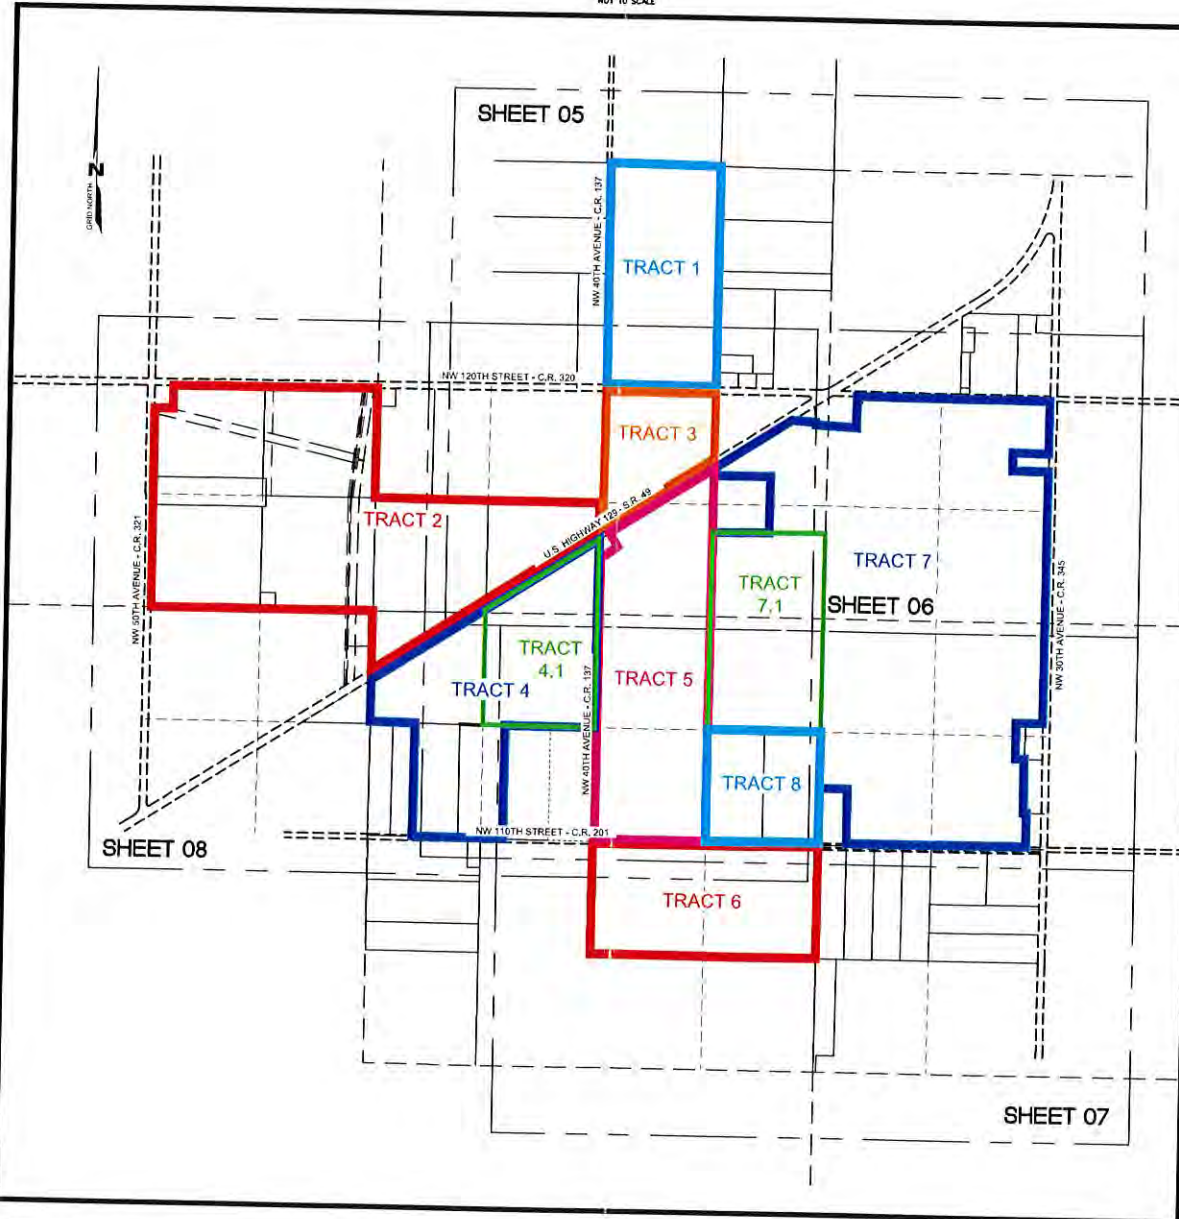 NOT TO SCALE
SHEET 05
N
GRID NORTH
NW 40TH AVENUE - C.R. 137
TRACT 1
NW 120TH STREET - C.R. 320
TRACT 3
TRACT 2
U.S. HIGHWAY 129 - S.R. 49
NW 50TH AVENUE - C.R. 321
TRACT 7
TRACT
7.1
SHEET 06
NW 30TH AVENUE - C.R. 345
TRACT
4.1
TRACT 4
TRACT 5
NW 40TH AVENUE - C.R. 137
TRACT 8
NW 110TH STREET - C.R. 201
SHEET 08
TRACT 6
SHEET 07